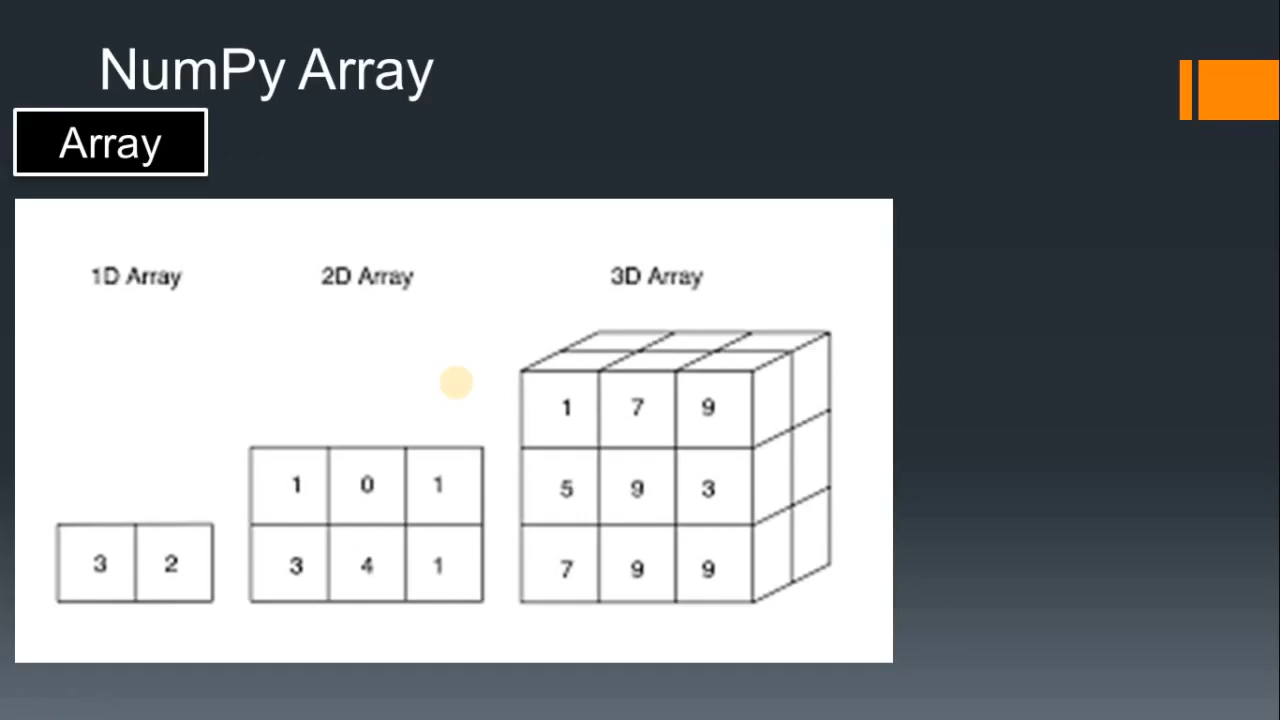 NumPy Array
Array
1D Array 2D Array 3D Array
1 7 9
1 0 1
5 9 3
3 2
3 4 1
7 9 9